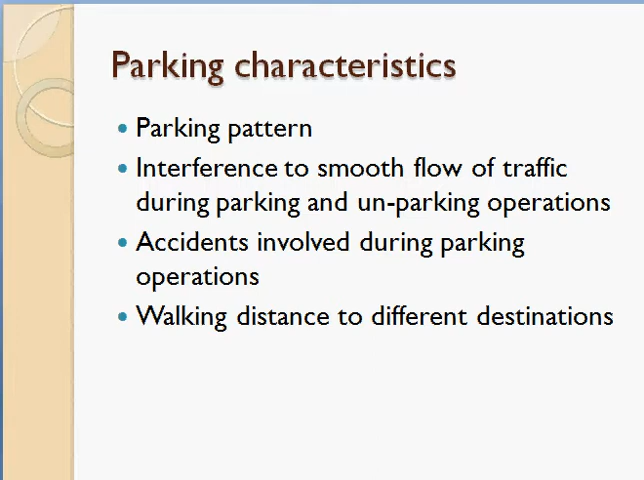 Parking characteristics
• Parking pattern
• Interference to smooth flow of traffic
during parking and un-parking operations
• Accidents involved during parking
operations
• Walking distance to different destinations